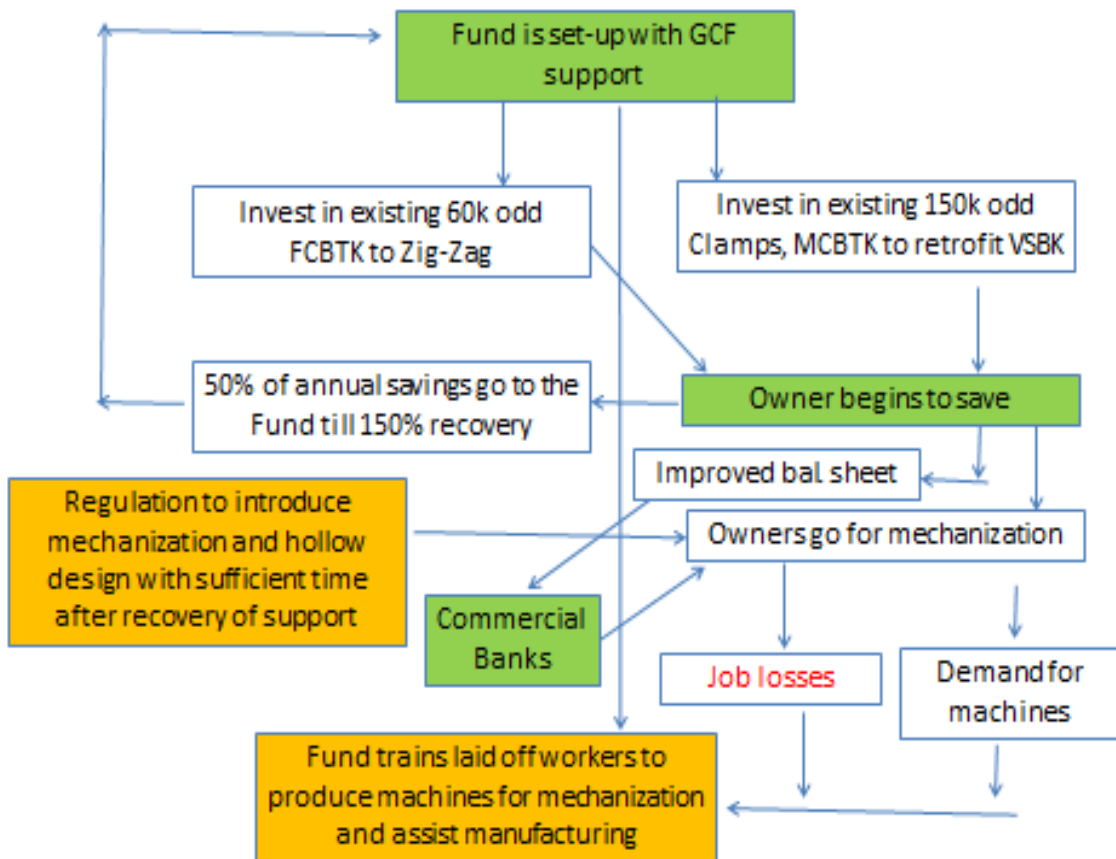 Fund is set-up with GCF
support
Invest in existing 60k odd
FCBTK to Zig-Zag
Invest in existing 150k odd
Clamps, MCBTK to retrofit VSBK
50% of annual savings go to the
Fund till 150% recovery
Owner begins to save
Improved bal. sheet
Regulation to introduce
mechanization and hollow
design with sufficient time
after recovery of support
Owners go for mechanization
Commercial
Banks
Job losses
Demand for
machines
Fund trains laid off workers to
produce machines for mechanization
and assist manufacturing